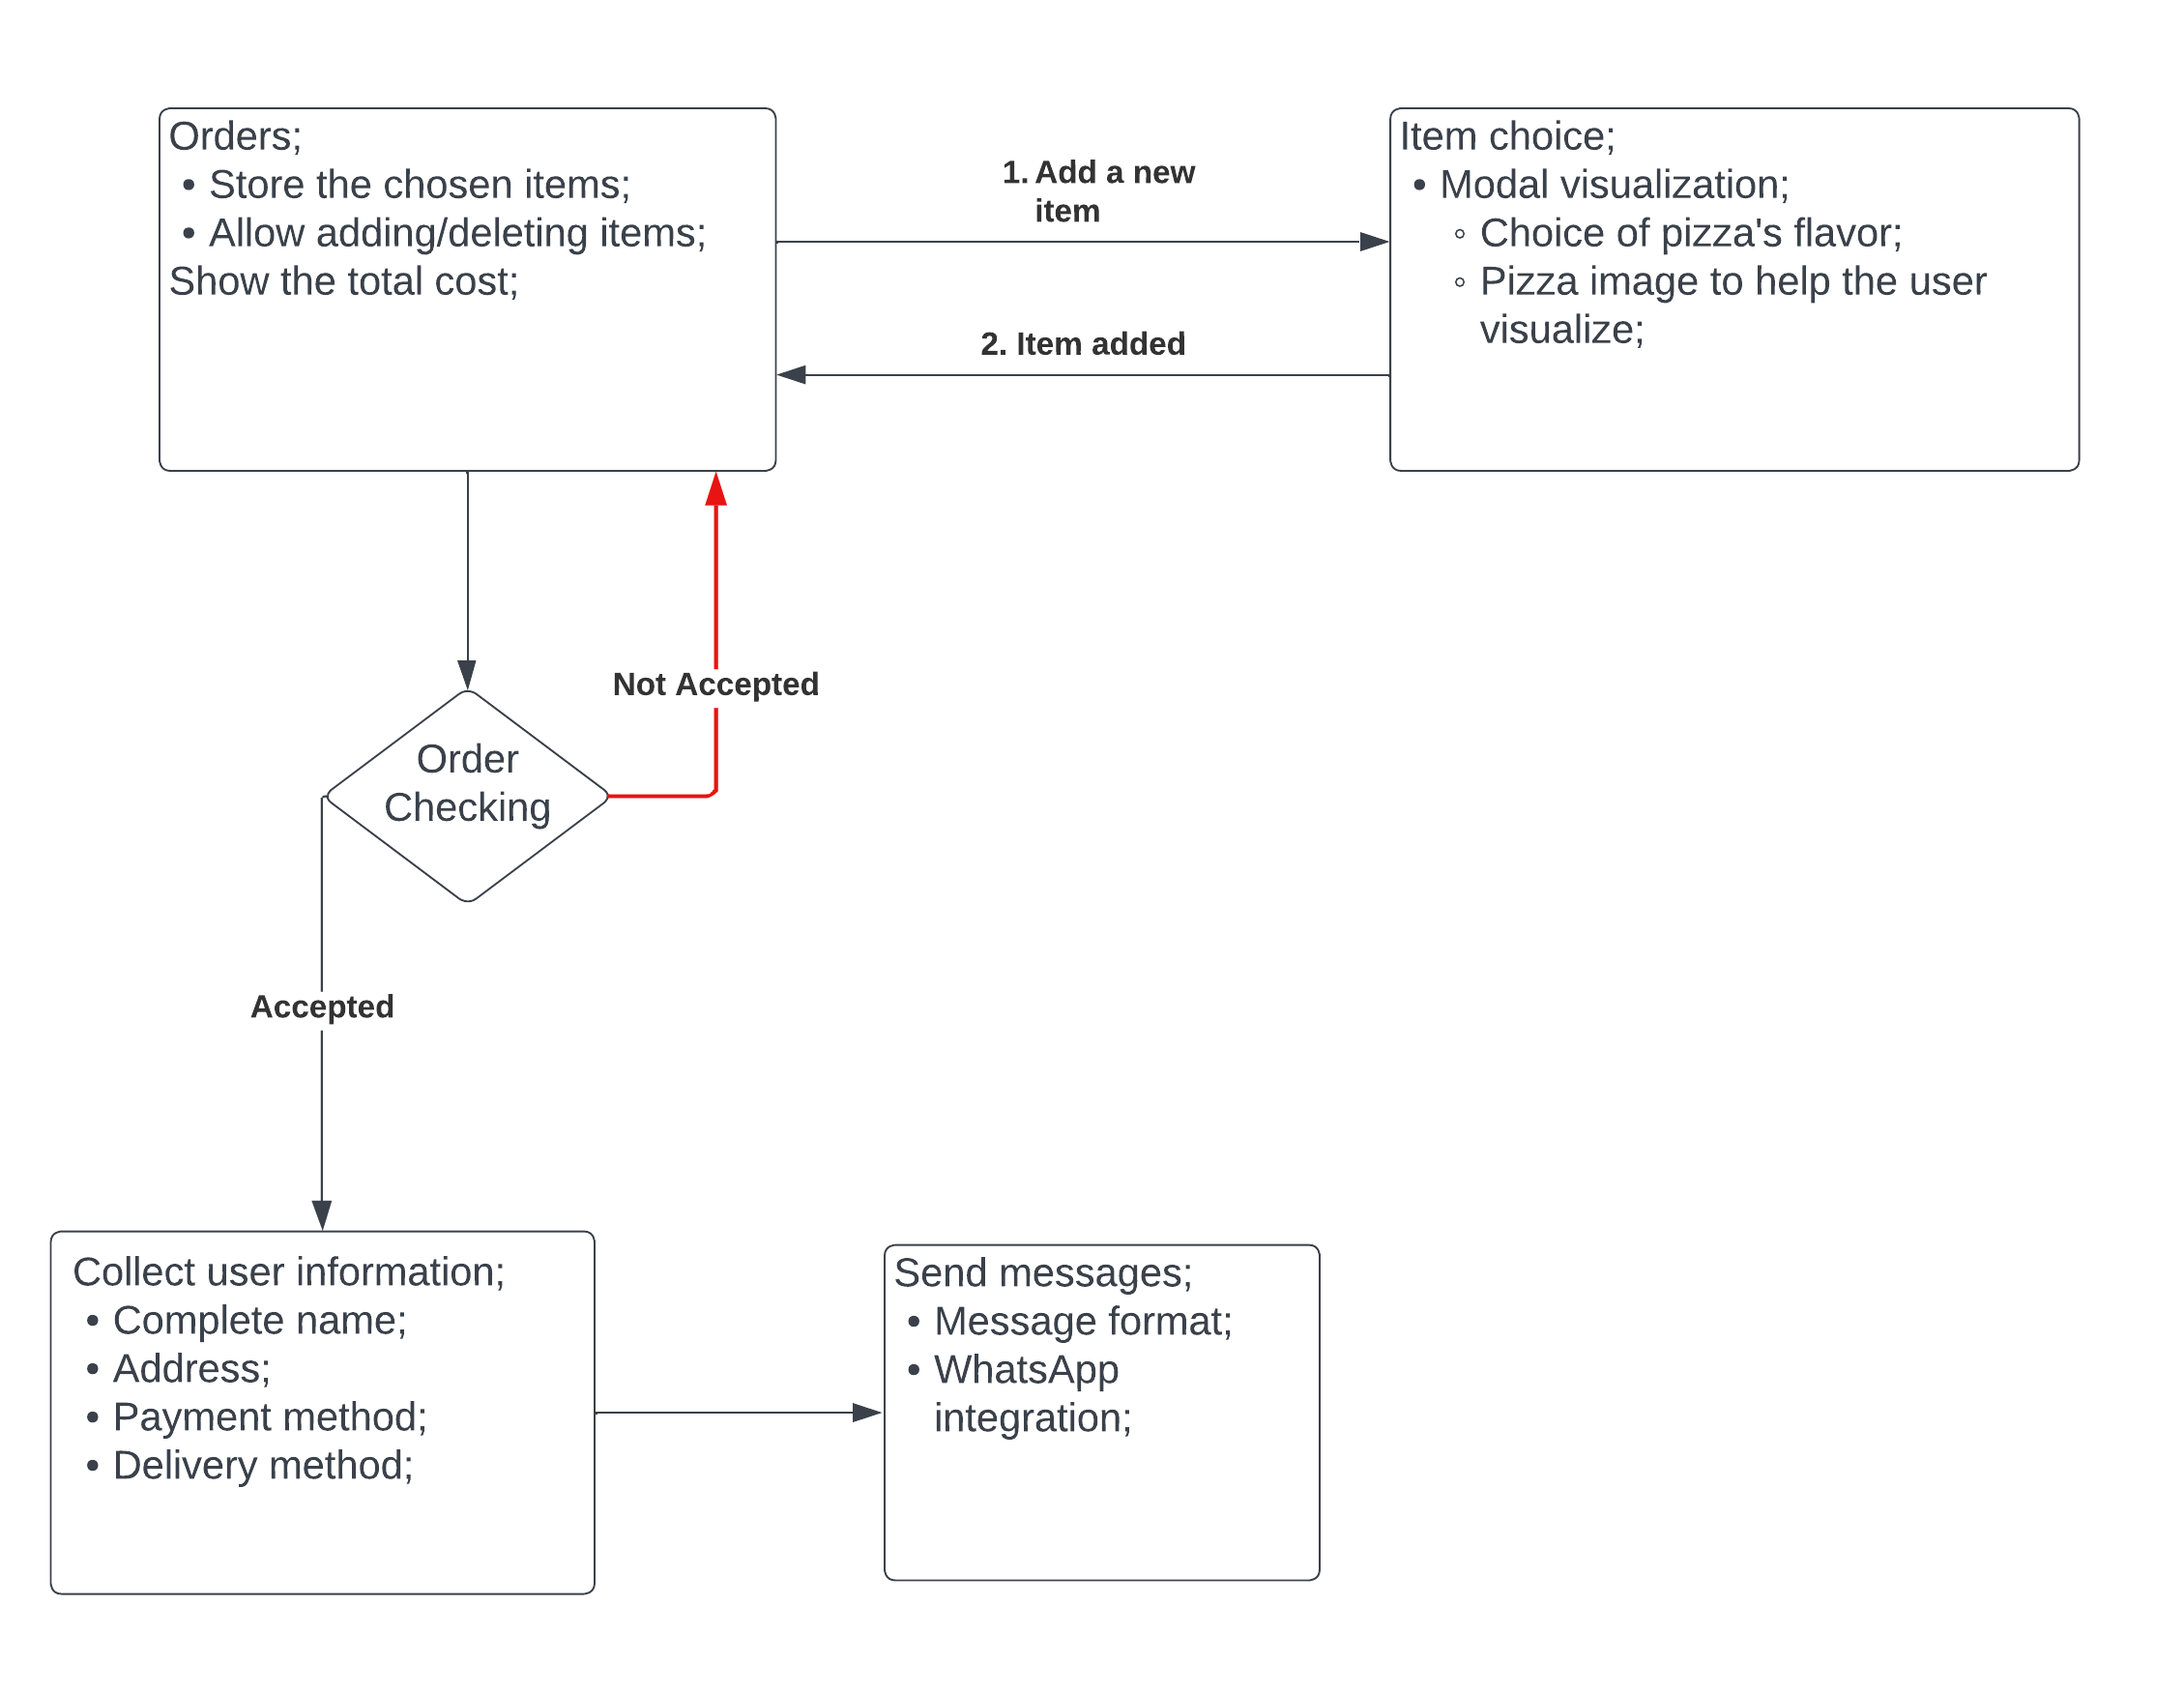 Orders;
• Store the chosen items;
• Allow adding/deleting items;
Show the total cost;
1. Add a new
item
2. Item added
Item choice;
• Modal visualization;
◦ Choice of pizza's flavor;
◦ Pizza image to help the user
visualize;
Not Accepted
Order
Checking
Accepted
Collect user information;
• Complete name;
• Address;
• Payment method;
• Delivery method;
Send messages;
• Message format;
• WhatsApp
integration;